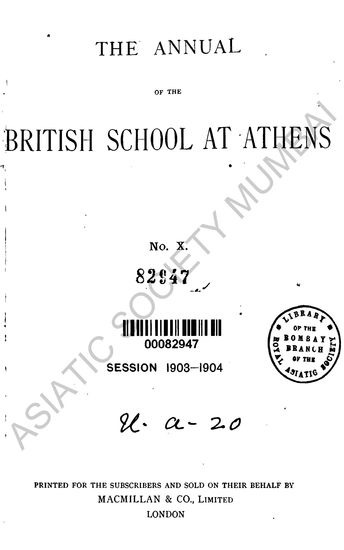 THE ANNUAL
OF THE
BRITISH SCHOOL AT ATHENS
No. X.
82947
00082947
SESSION 1903–1904
LIBRARY
OF THE
BOMBAY
BRANCH
OF THE
ROYAL ASIATIC SOCIETY
U-a-20
PRINTED FOR THE SUBSCRIBERS AND SOLD ON THEIR BEHALF BY
MACMILLAN & CO., LIMITED
LONDON
ASIATIC SOCIETY MUMBAI